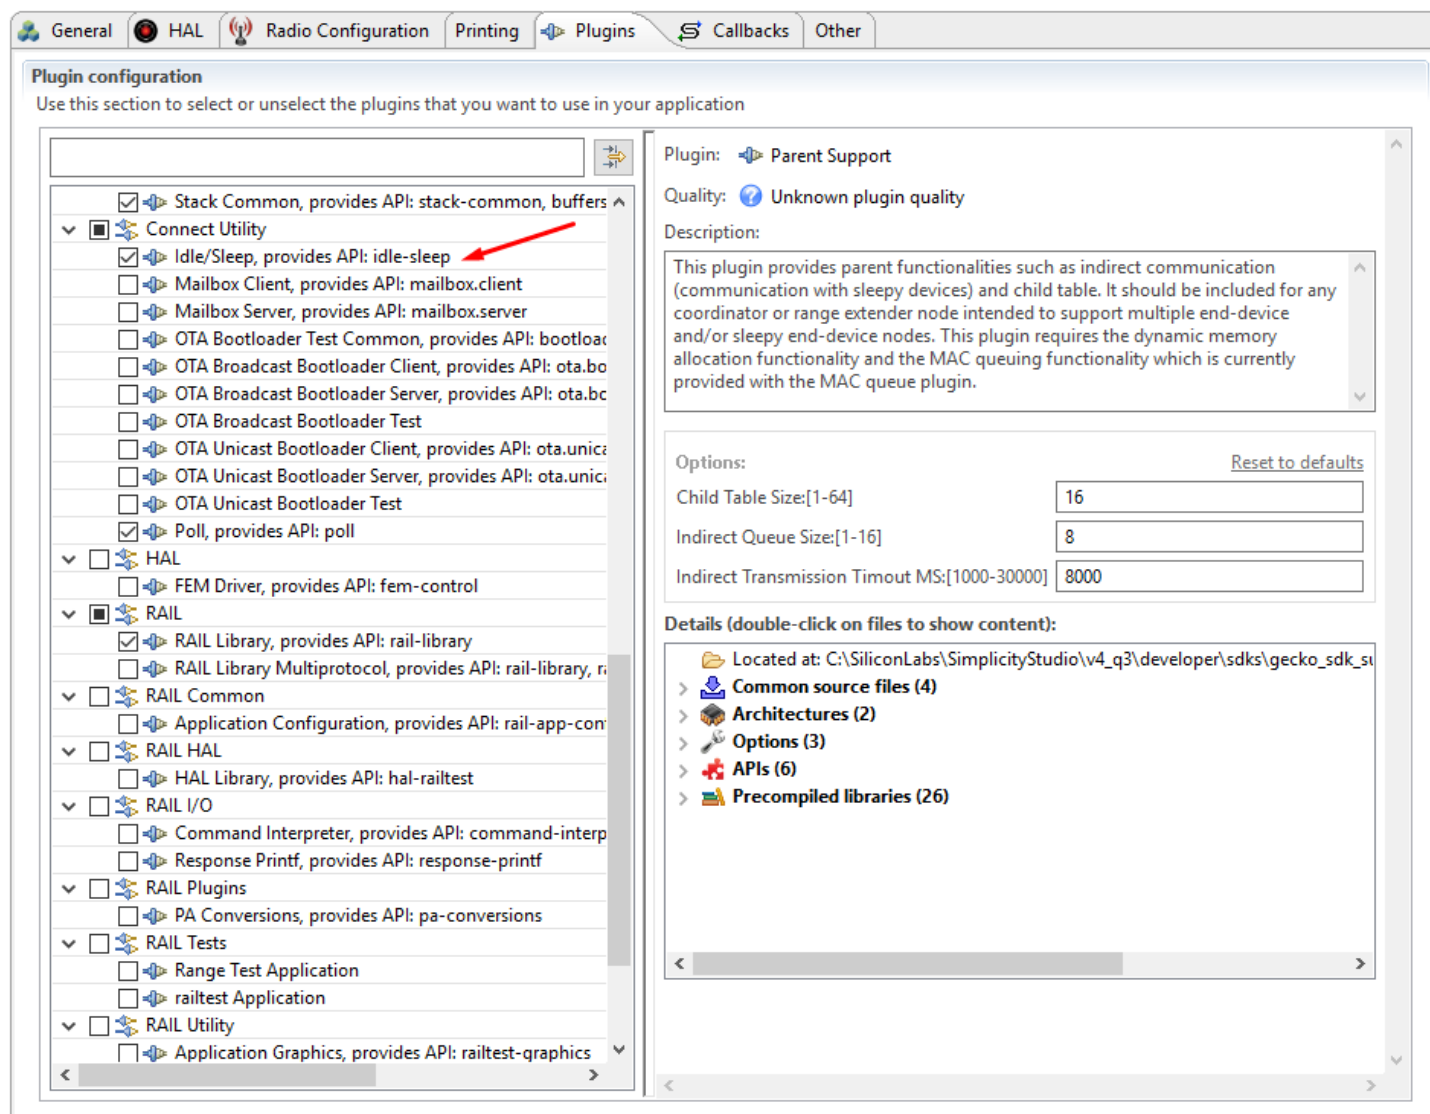 General HAL Radio Configuration Printing Plugins Callbacks Other
Plugin configuration
Use this section to select or unselect the plugins that you want to use in your application
Stack Common, provides API: stack-common, buffers
Connect Utility
Idle/Sleep, provides API: idle-sleep
Mailbox Client, provides API: mailbox.client
Mailbox Server, provides API: mailbox.server
OTA Bootloader Test Common, provides API: bootloac
OTA Broadcast Bootloader Client, provides API: ota.bo
OTA Broadcast Bootloader Server, provides API: ota.bc
OTA Broadcast Bootloader Test
OTA Unicast Bootloader Client, provides API: ota.unica
OTA Unicast Bootloader Server, provides API: ota.unic
OTA Unicast Bootloader Test
Poll, provides API: poll
HAL
FEM Driver, provides API: fem-control
RAIL
RAIL Library, provides API: rail-library
RAIL Library Multiprotocol, provides API: rail-library, r
RAIL Common
Application Configuration, provides API: rail-app-con
RAIL HAL
HAL Library, provides API: hal-railtest
RAIL I/O
Command Interpreter, provides API: command-interp
Response Printf, provides API: response-printf
RAIL Plugins
PA Conversions, provides API: pa-conversions
RAIL Tests
Range Test Application
railtest Application
RAIL Utility
Application Graphics, provides API: railtest-graphics
Plugin: Parent Support
Quality: Unknown plugin quality
Description:
This plugin provides parent functionalities such as indirect communication
(communication with sleepy devices) and child table. It should be included for any
coordinator or range extender node intended to support multiple end-device
and/or sleepy end-device nodes. This plugin requires the dynamic memory
allocation functionality and the MAC queuing functionality which is currently
provided with the MAC queue plugin.
Options: Reset to defaults
Child Table Size:[1-64] 16
Indirect Queue Size:[1-16] 8
Indirect Transmission Timout MS:[1000-30000] 8000
Details (double-click on files to show content):
Located at: C:\SiliconLabs\SimplicityStudio\v4_q3\developer\sdks\gecko_sdk_su
Common source files (4)
Architectures (2)
Options (3)
APIs (6)
Precompiled libraries (26)